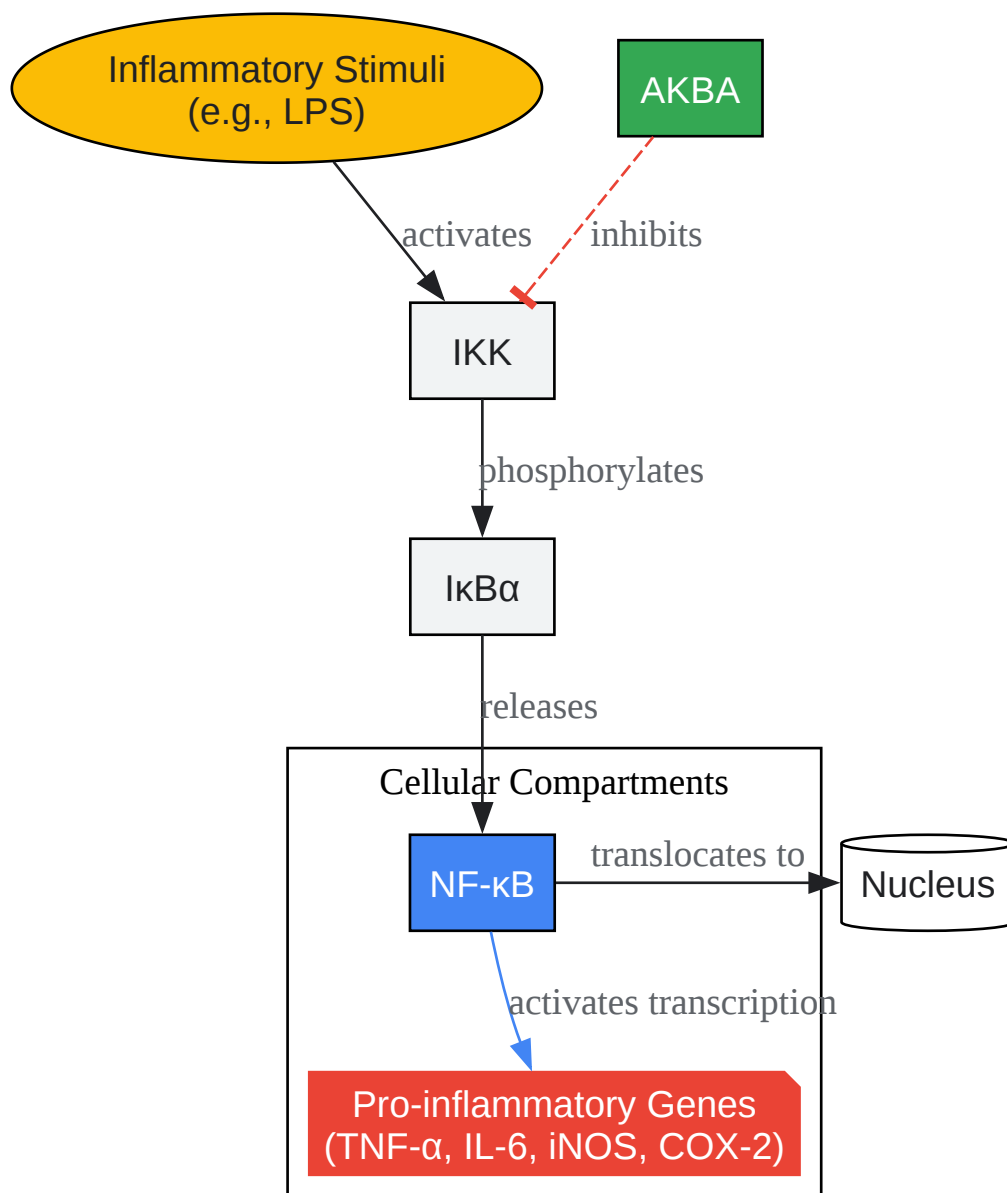 Inflammatory Stimuli
(e.g., LPS)
AKBA
activates
inhibits
IKK
phosphorylates
IκBα
releases
Cellular Compartments
NF-κB
translocates to
Nucleus
activates transcription
Pro-inflammatory Genes
(TNF-α, IL-6, iNOS, COX-2)